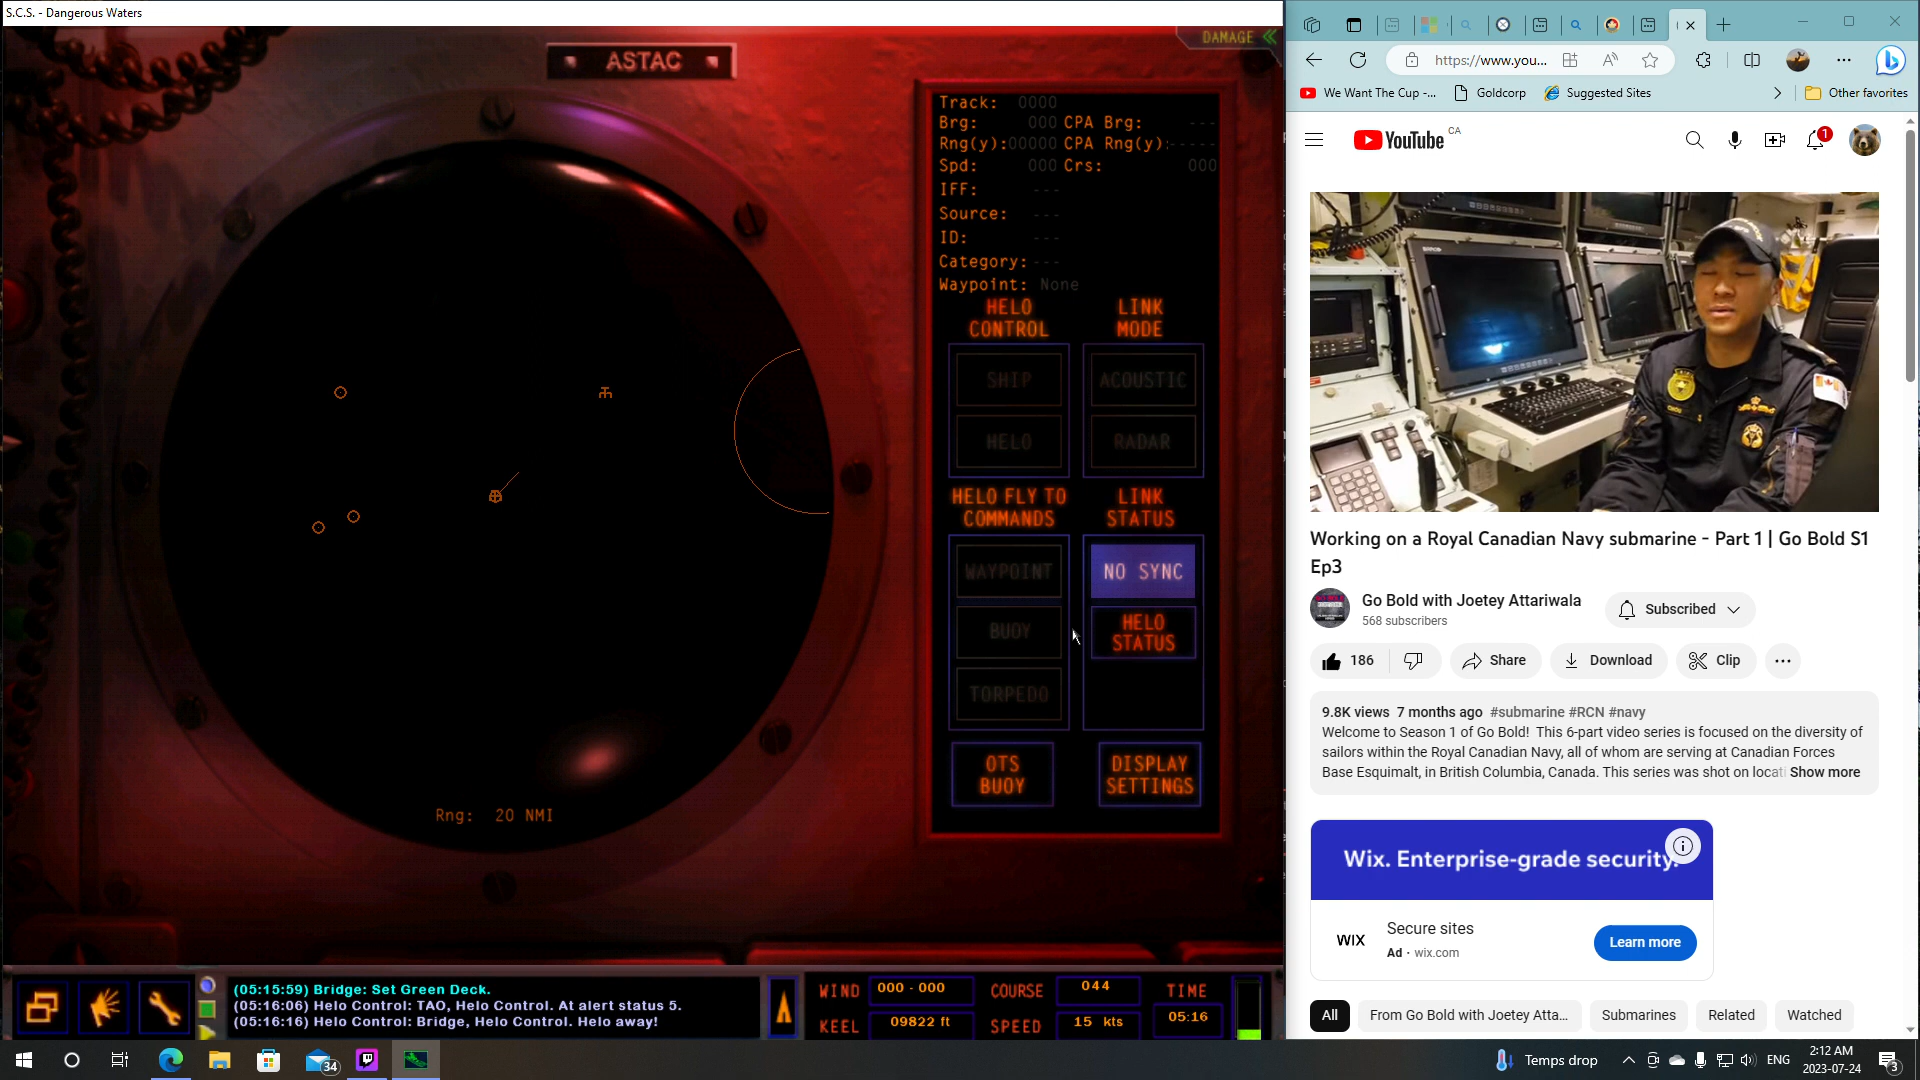 S.C.S. - Dangerous Waters
DAMAGE
ASTAC
Track: 0000
Brg: 000 CPA Brg: ---
Rng(y):00000 CPA Rng(y):-----
Spd: 000 Crs: 000
IFF: ---
Source: ---
ID: ---
Category: ---
Waypoint: None
HELO CONTROL
LINK MODE
SHIP
ACOUSTIC
HELO
RADAR
HELO FLY TO COMMANDS
LINK STATUS
WAYPOINT
NO SYNC
BUOY
HELO STATUS
TORPEDO
OTS BUOY
DISPLAY SETTINGS
Rng: 20 NMI
(05:15:59) Bridge: Set Green Deck.
(05:16:06) Helo Control: TAO, Helo Control. At alert status 5.
(05:16:16) Helo Control: Bridge, Helo Control. Helo away!
WIND 000 - 000 COURSE 044 TIME
KEEL 09822 ft SPEED 15 kts 05:16
https://www.you...
We Want The Cup -...
Goldcorp
Suggested Sites
Other favorites
YouTube CA
1
Working on a Royal Canadian Navy submarine - Part 1 | Go Bold S1
Ep3
Go Bold with Joetey Attariwala
568 subscribers
Subscribed
186
Share
Download
Clip
9.8K views 7 months ago #submarine #RCN #navy
Welcome to Season 1 of Go Bold! This 6-part video series is focused on the diversity of
sailors within the Royal Canadian Navy, all of whom are serving at Canadian Forces
Base Esquimalt, in British Columbia, Canada. This series was shot on locati Show more
Wix. Enterprise-grade security.
WIX
Secure sites
Ad · wix.com
Learn more
All
From Go Bold with Joetey Atta...
Submarines
Related
Watched
34
Temps drop
ENG
2:12 AM
2023-07-24
3